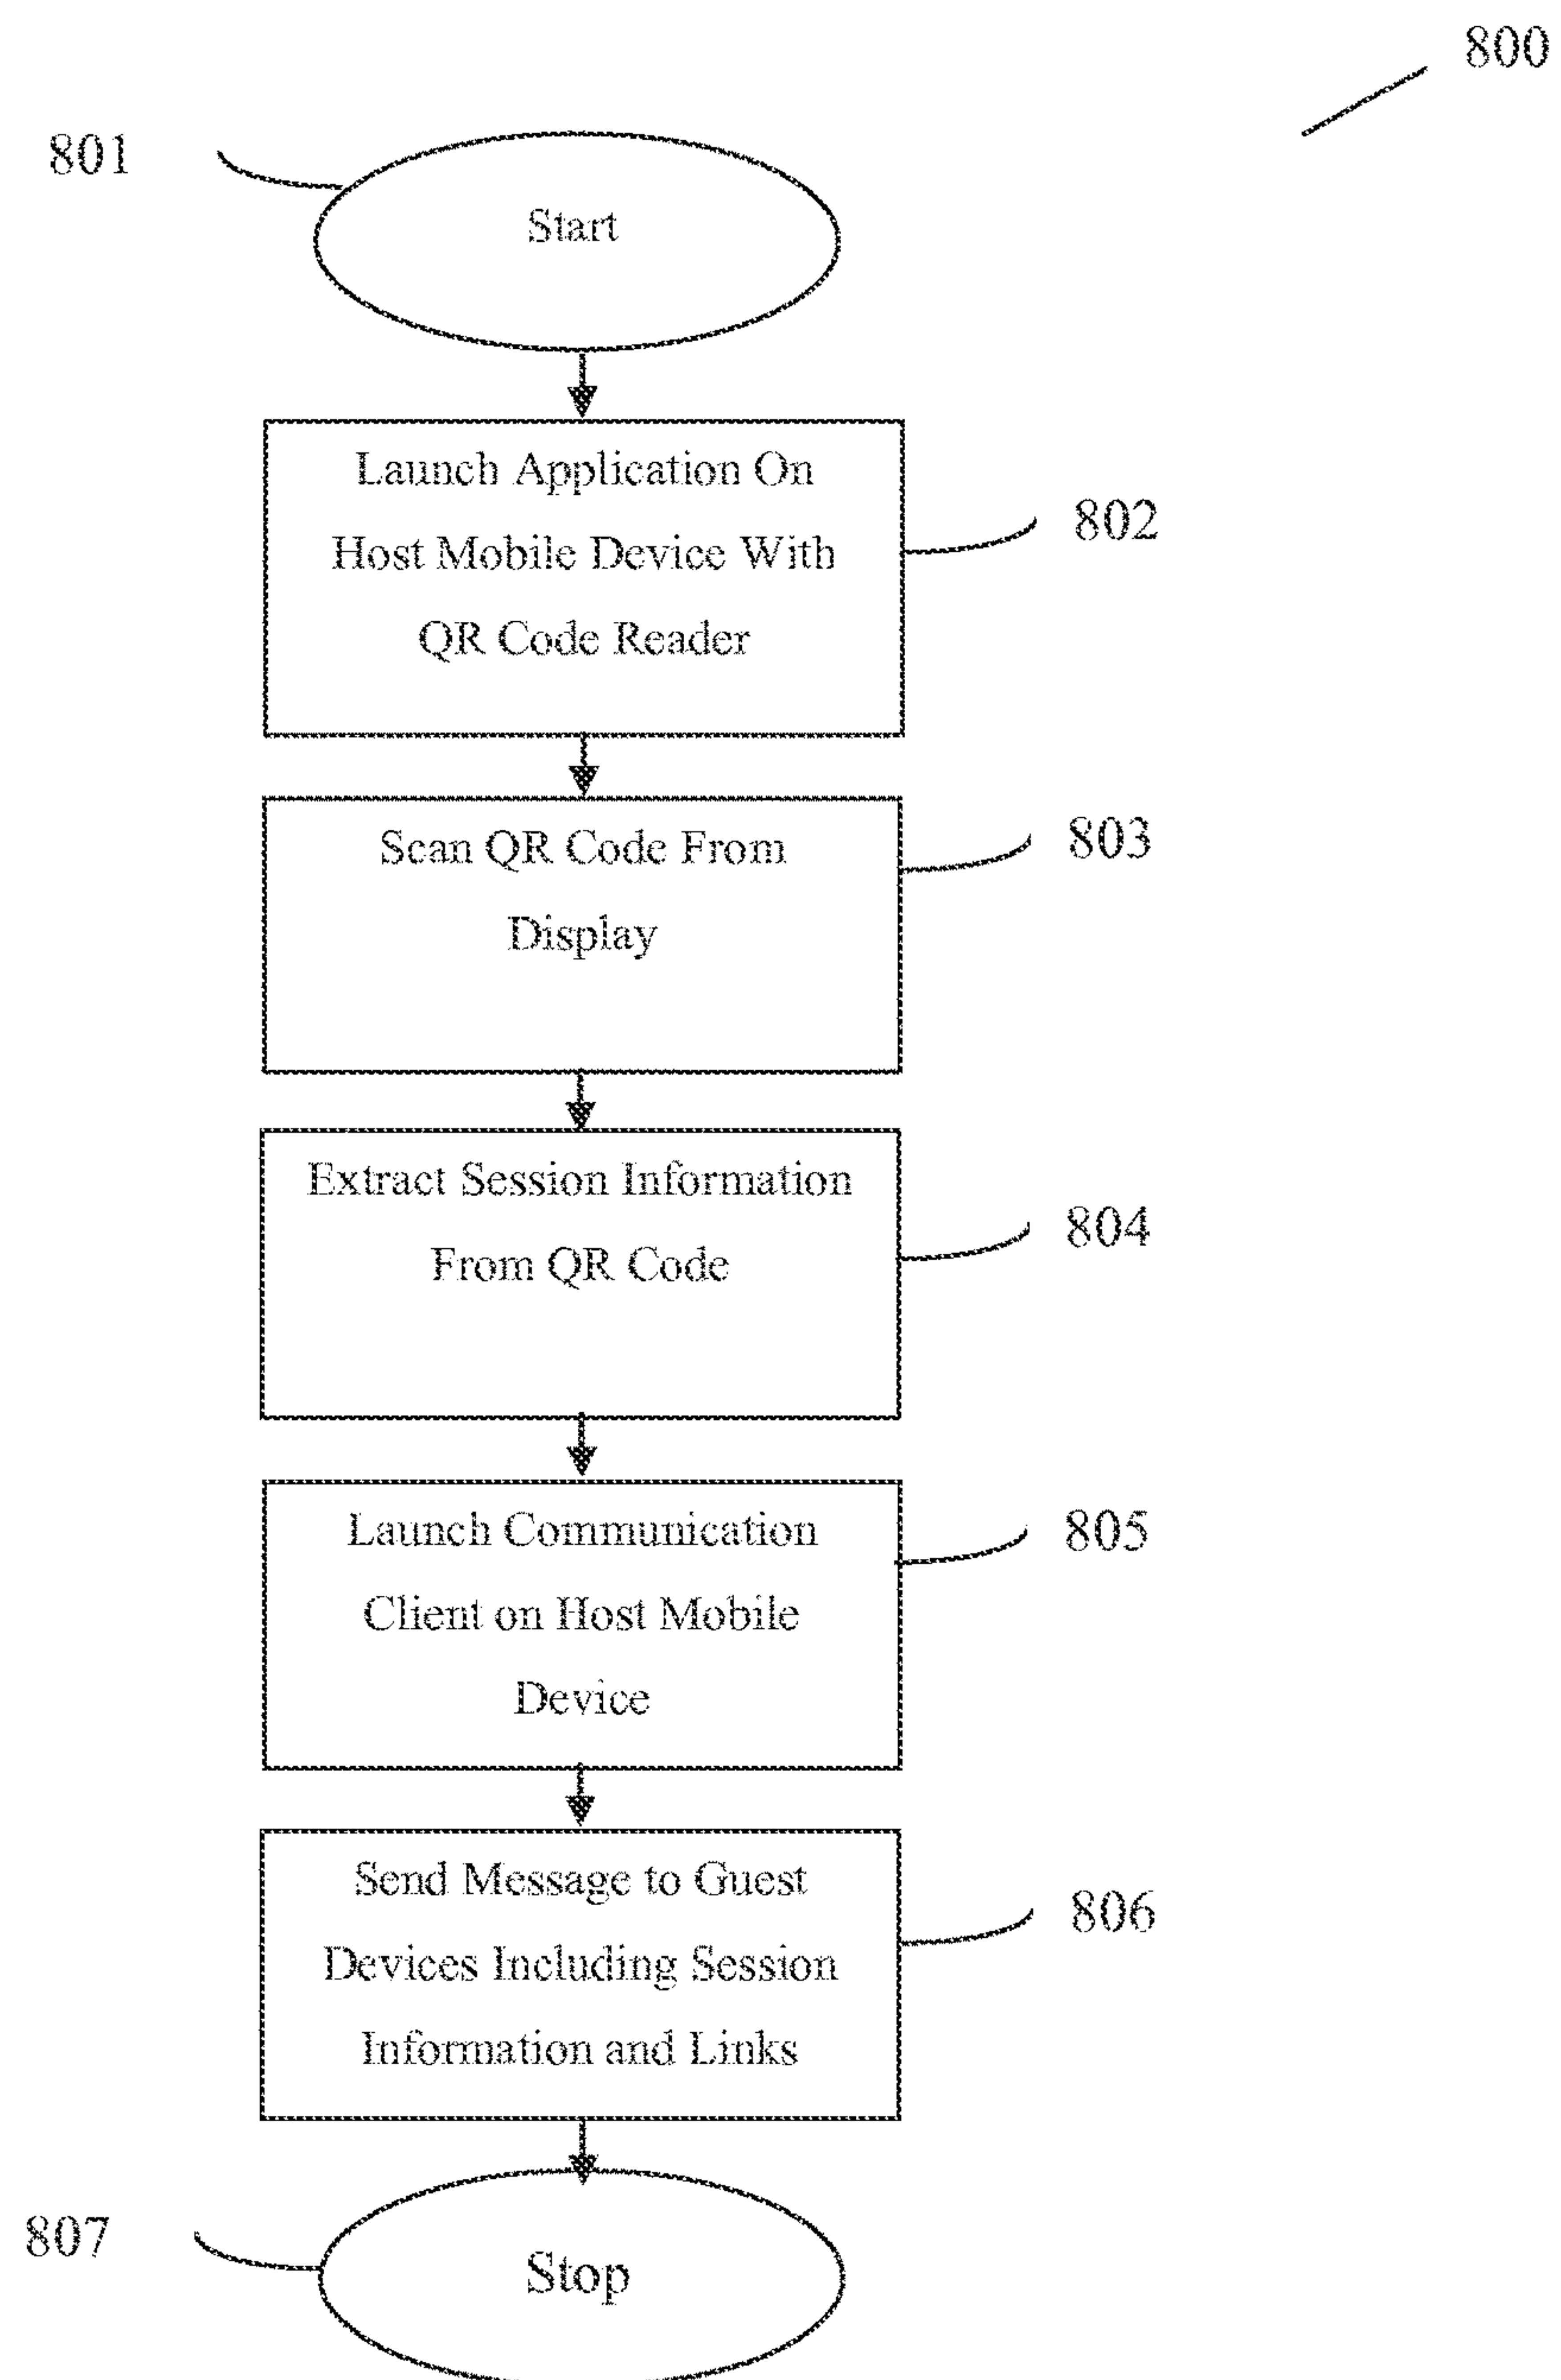 800
801
Start
Launch Application On
Host Mobile Device With
QR Code Reader
802
Scan QR Code From
Display
803
Extract Session Information
From QR Code
804
Launch Communication
Client on Host Mobile
Device
805
Send Message to Guest
Devices Including Session
Information and Links
806
807
Stop